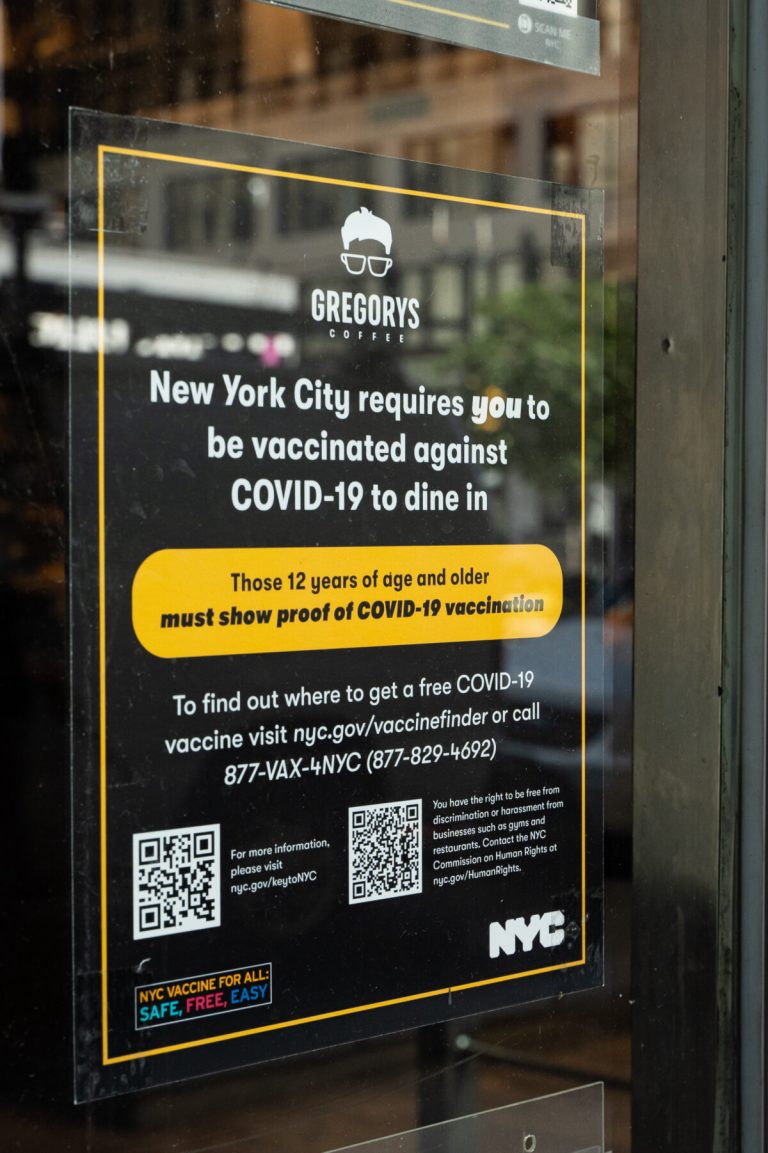 SCAN ME
NYC
GREGORYS
COFFEE
New York City requires you to
be vaccinated against
COVID-19 to dine in
Those 12 years of age and older
must show proof of COVID-19 vaccination
To find out where to get a free COVID-19
vaccine visit nyc.gov/vaccinefinder or call
877-VAX-4NYC (877-829-4692)
For more information,
please visit
nyc.gov/keytoNYC
You have the right to be free from
discrimination or harassment from
businesses such as gyms and
restaurants. Contact the NYC
Commission on Human Rights at
nyc.gov/HumanRights.
NYC
NYC VACCINE FOR ALL:
SAFE, FREE, EASY